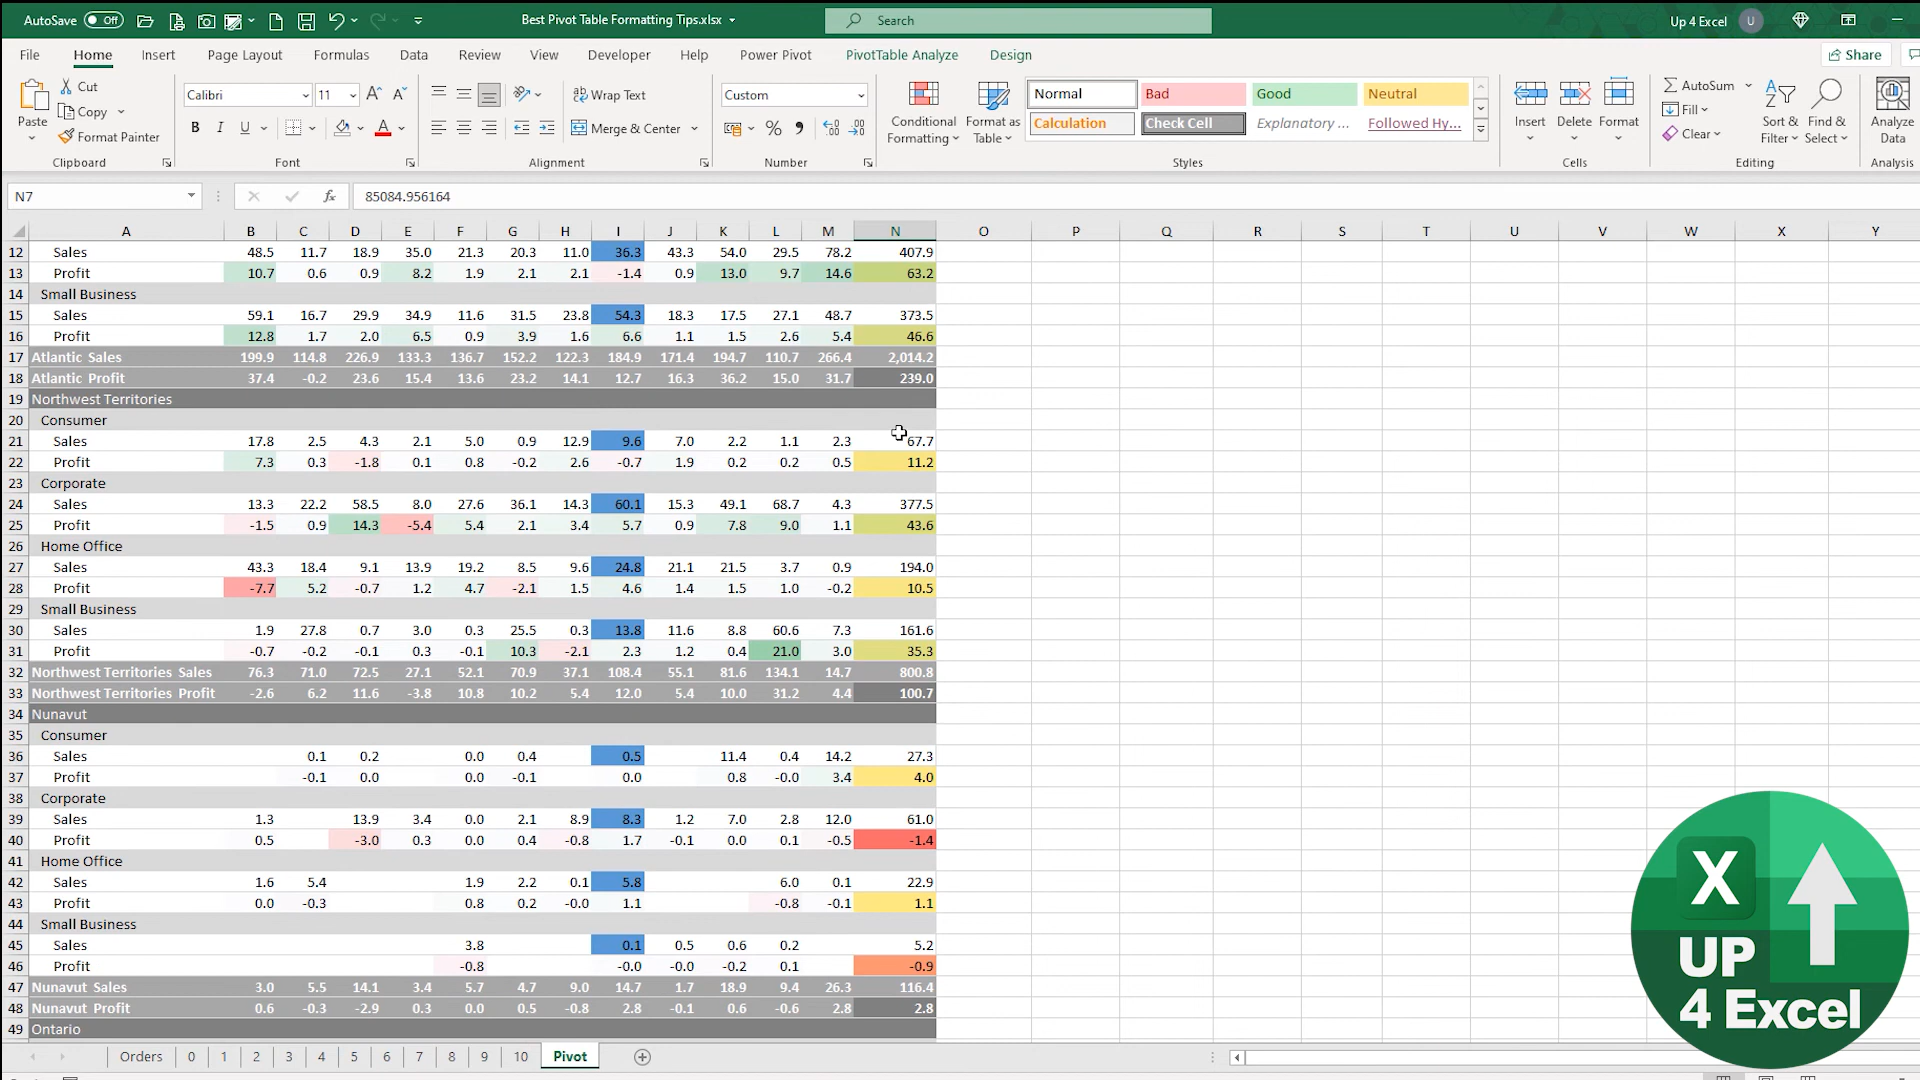 AutoSave Off Best Pivot Table Formatting Tips.xlsx Search Up 4 Excel U
File Home Insert Page Layout Formulas Data Review View Developer Help Power Pivot PivotTable Analyze Design Share
Paste Cut Copy Format Painter Clipboard
Calibri 11 B I U A A A Font
Wrap Text Merge & Center Alignment
Custom % Number
Conditional Formatting Format as Table Normal Bad Good Neutral
Calculation Check Cell Explanatory ... Followed Hy... Styles
Insert Delete Format Cells
AutoSum Fill Clear Sort & Filter Find & Select Editing
Analyze Data Analysis
N7 fx 85084.956164
A B C D E F G H I J K L M N O P Q R S T U V W X Y
12 Sales 48.5 11.7 18.9 35.0 21.3 20.3 11.0 36.3 43.3 54.0 29.5 78.2 407.9
13 Profit 10.7 0.6 0.9 8.2 1.9 2.1 2.1 -1.4 0.9 13.0 9.7 14.6 63.2
14 Small Business
15 Sales 59.1 16.7 29.9 34.9 11.6 31.5 23.8 54.3 18.3 17.5 27.1 48.7 373.5
16 Profit 12.8 1.7 2.0 6.5 0.9 3.9 1.6 6.6 1.1 1.5 2.6 5.4 46.6
17 Atlantic Sales 199.9 114.8 226.9 133.3 136.7 152.2 122.3 184.9 171.4 194.7 110.7 266.4 2,014.2
18 Atlantic Profit 37.4 -0.2 23.6 15.4 13.6 23.2 14.1 12.7 16.3 36.2 15.0 31.7 239.0
19 Northwest Territories
20 Consumer
21 Sales 17.8 2.5 4.3 2.1 5.0 0.9 12.9 9.6 7.0 2.2 1.1 2.3 67.7
22 Profit 7.3 0.3 -1.8 0.1 0.8 -0.2 2.6 -0.7 1.9 0.2 0.2 0.5 11.2
23 Corporate
24 Sales 13.3 22.2 58.5 8.0 27.6 36.1 14.3 60.1 15.3 49.1 68.7 4.3 377.5
25 Profit -1.5 0.9 14.3 -5.4 5.4 2.1 3.4 5.7 0.9 7.8 9.0 1.1 43.6
26 Home Office
27 Sales 43.3 18.4 9.1 13.9 19.2 8.5 9.6 24.8 21.1 21.5 3.7 0.9 194.0
28 Profit -7.7 5.2 -0.7 1.2 4.7 -2.1 1.5 4.6 1.4 1.5 1.0 -0.2 10.5
29 Small Business
30 Sales 1.9 27.8 0.7 3.0 0.3 25.5 0.3 13.8 11.6 8.8 60.6 7.3 161.6
31 Profit -0.7 -0.2 -0.1 0.3 -0.1 10.3 -2.1 2.3 1.2 0.4 21.0 3.0 35.3
32 Northwest Territories Sales 76.3 71.0 72.5 27.1 52.1 70.9 37.1 108.4 55.1 81.6 134.1 14.7 800.8
33 Northwest Territories Profit -2.6 6.2 11.6 -3.8 10.8 10.2 5.4 12.0 5.4 10.0 31.2 4.4 100.7
34 Nunavut
35 Consumer
36 Sales 0.1 0.2 0.0 0.4 0.5 11.4 0.4 14.2 27.3
37 Profit -0.1 0.0 0.0 -0.1 0.0 0.8 -0.0 3.4 4.0
38 Corporate
39 Sales 1.3 13.9 3.4 0.0 2.1 8.9 8.3 1.2 7.0 2.8 12.0 61.0
40 Profit 0.5 -3.0 0.3 0.0 0.4 -0.8 1.7 -0.1 0.0 0.1 -0.5 -1.4
41 Home Office
42 Sales 1.6 5.4 1.9 2.2 0.1 5.8 6.0 0.1 22.9
43 Profit 0.0 -0.3 0.8 0.2 -0.0 1.1 -0.8 -0.1 1.1
44 Small Business
45 Sales 3.8 0.1 0.5 0.6 0.2 5.2
46 Profit -0.8 -0.0 -0.0 -0.2 0.1 -0.9
47 Nunavut Sales 3.0 5.5 14.1 3.4 5.7 4.7 9.0 14.7 1.7 18.9 9.4 26.3 116.4
48 Nunavut Profit 0.6 -0.3 -2.9 0.3 0.0 0.5 -0.8 2.8 -0.1 0.6 -0.6 2.8 2.8
49 Ontario
Orders 0 1 2 3 4 5 6 7 8 9 10 Pivot
X
UP
4 Excel